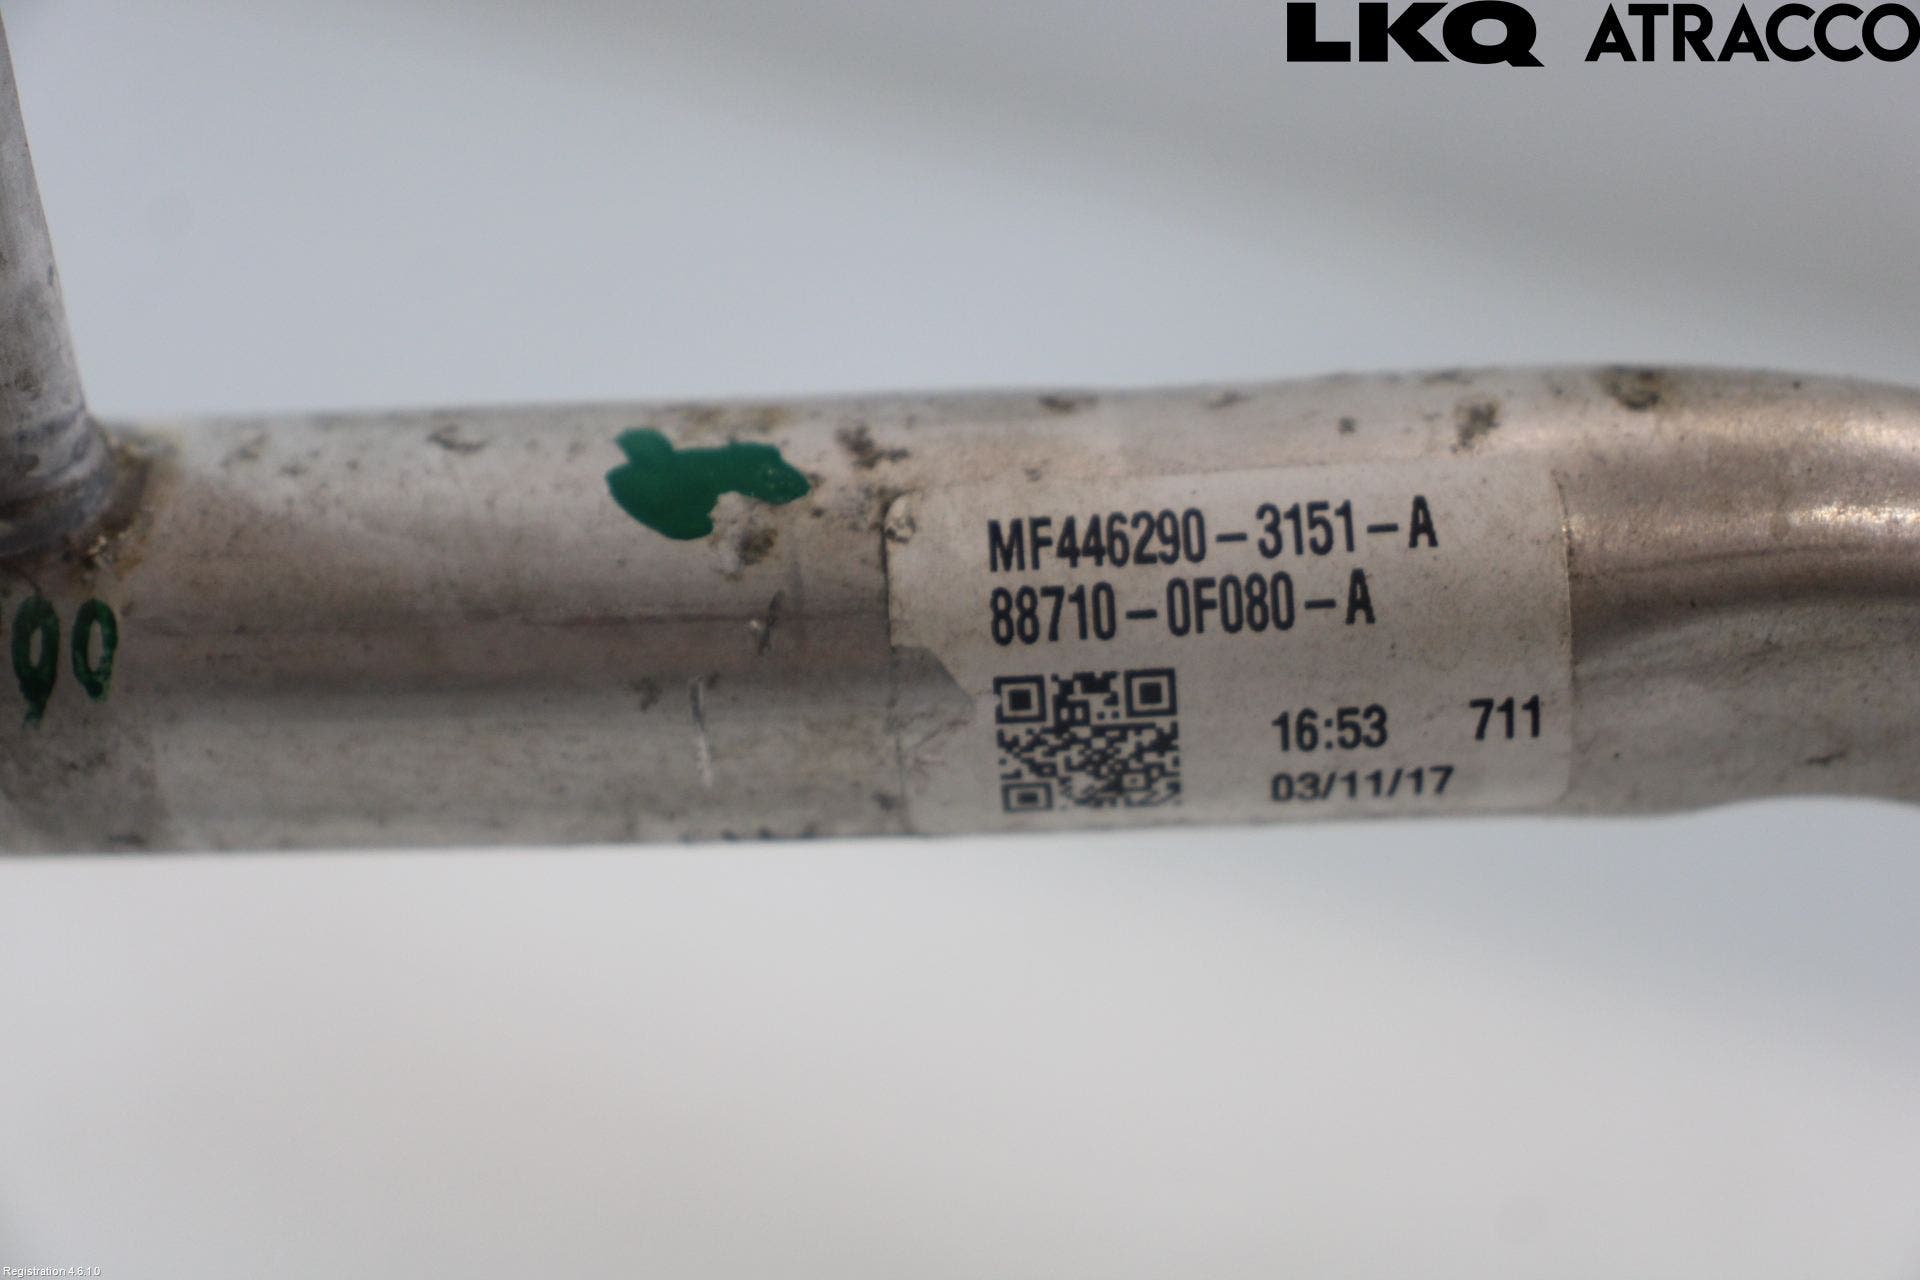 LKQ ATRACCO
MF446290-3151-A
88710-0F080-A
16:53 711
03/11/17
Registration 4.6.1.0